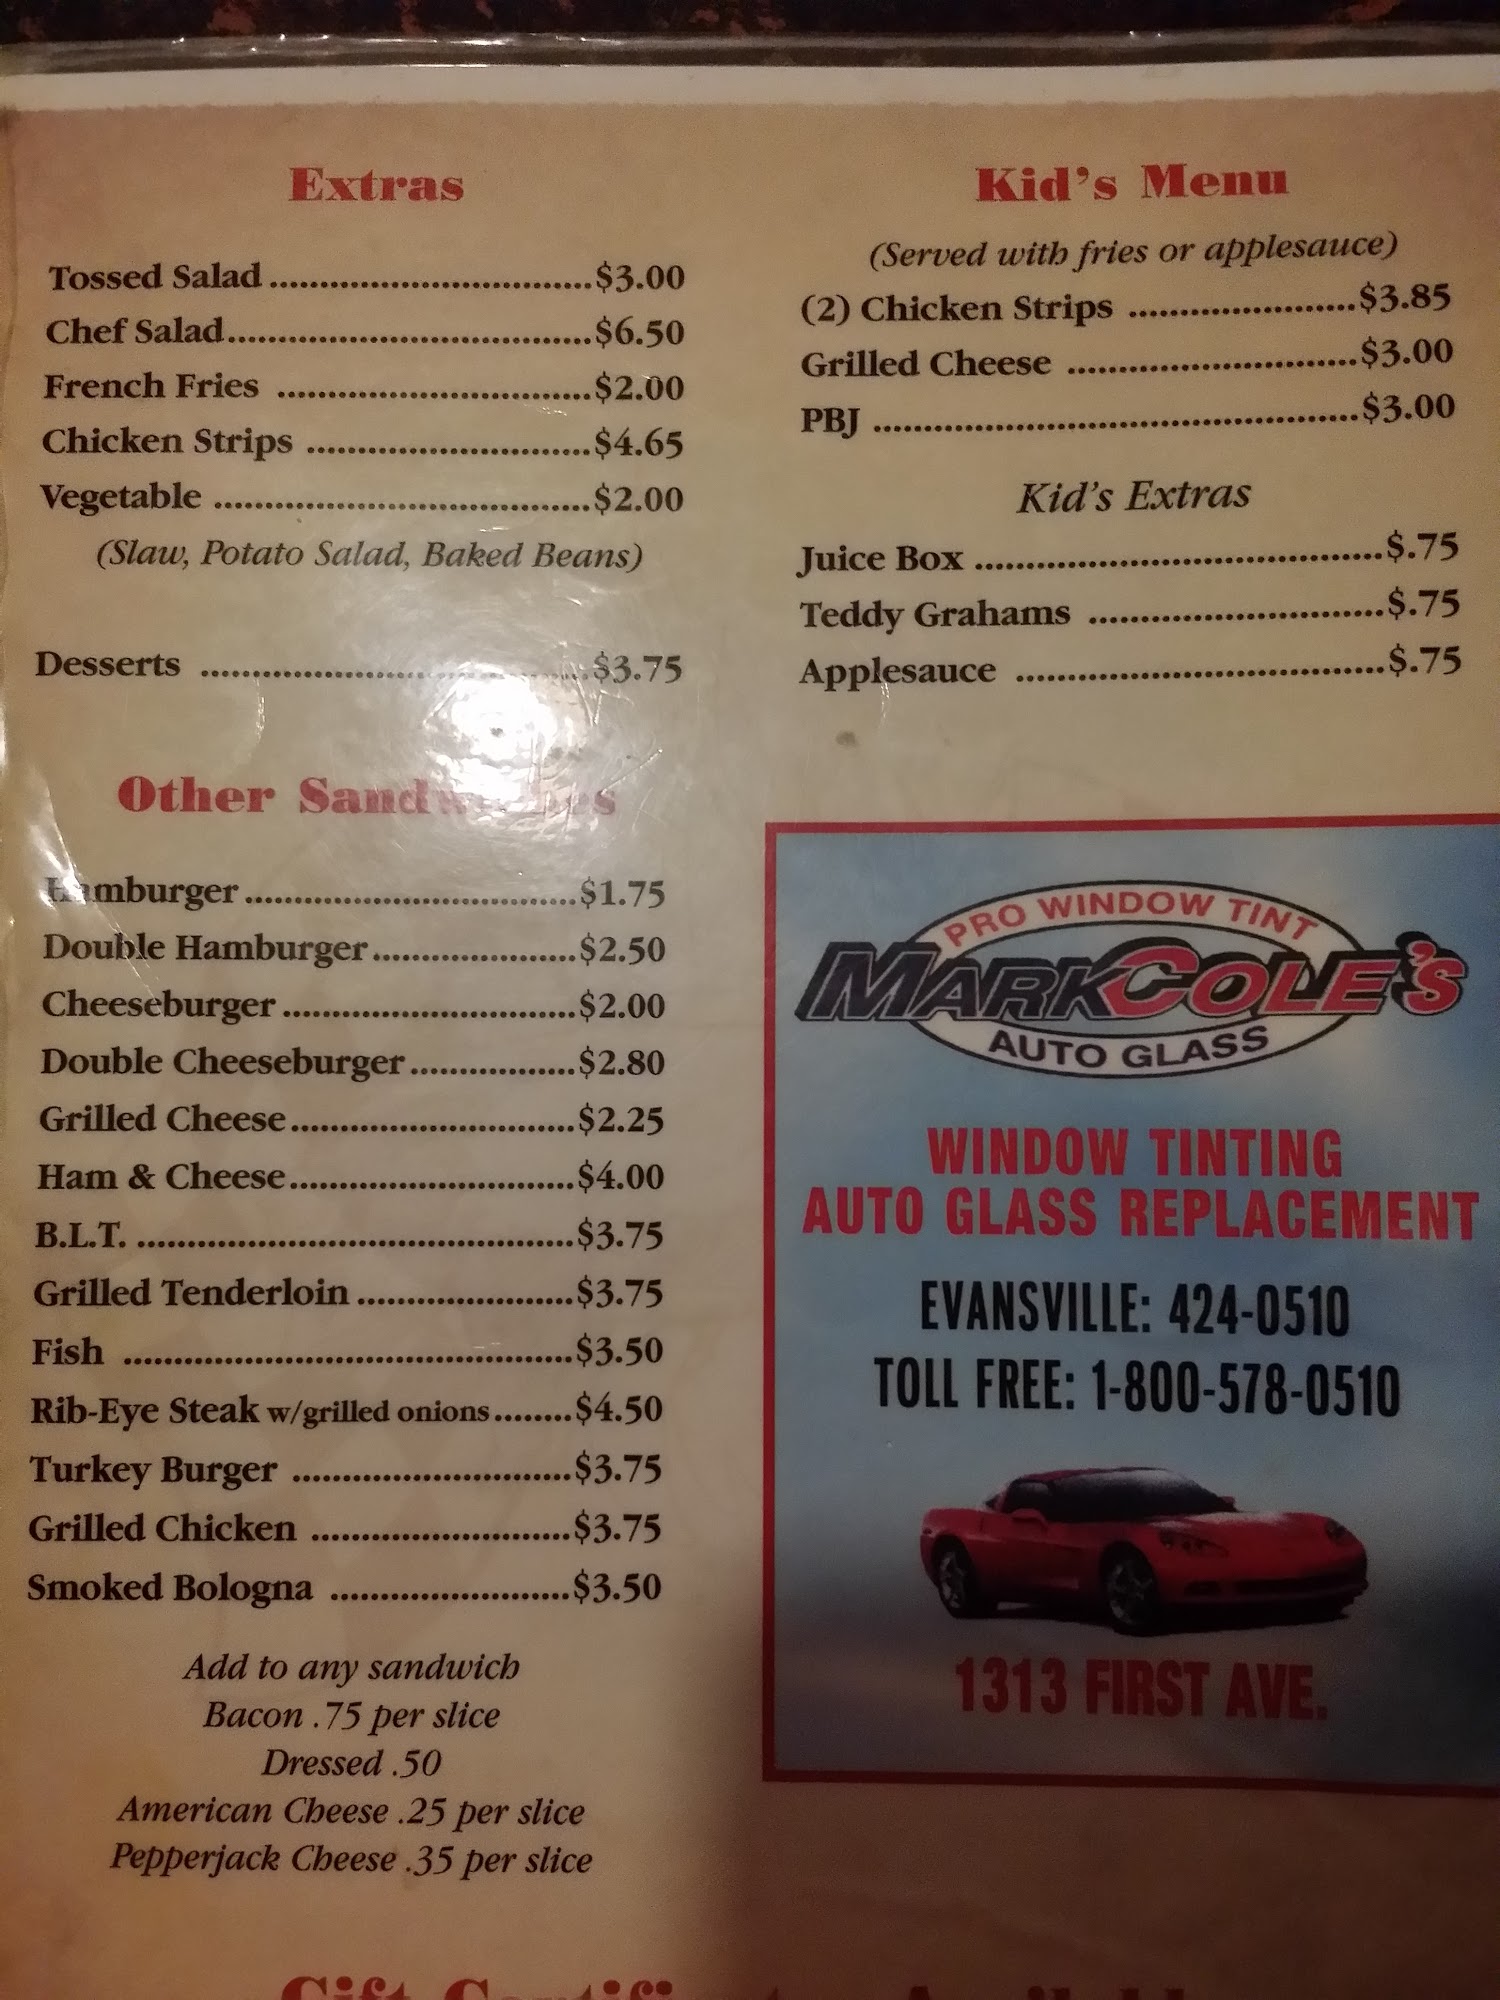 Extras
Tossed Salad ................................ $3.00
Chef Salad .................................... $6.50
French Fries ............................... $2.00
Chicken Strips ............................ $4.65
Vegetable ..................................... $2.00
(Slaw, Potato Salad, Baked Beans)
Desserts ...................................... $3.75
Other Sandwiches
Hamburger ................................. $1.75
Double Hamburger .................... $2.50
Cheeseburger ............................. $2.00
Double Cheeseburger ................ $2.80
Grilled Cheese ............................ $2.25
Ham & Cheese ............................ $4.00
B.L.T. ........................................... $3.75
Grilled Tenderloin ..................... $3.75
Fish ............................................ $3.50
Rib-Eye Steak w/grilled onions ........ $4.50
Turkey Burger ........................... $3.75
Grilled Chicken ......................... $3.75
Smoked Bologna ....................... $3.50
Add to any sandwich
Bacon .75 per slice
Dressed .50
American Cheese .25 per slice
Pepperjack Cheese .35 per slice
Kid's Menu
(Served with fries or applesauce)
(2) Chicken Strips ...................... $3.85
Grilled Cheese ............................ $3.00
PBJ ............................................... $3.00
Kid's Extras
Juice Box ........................................ $.75
Teddy Grahams ............................. $.75
Applesauce .................................... $.75
PRO WINDOW TINT
MARK COLE'S
AUTO GLASS
WINDOW TINTING
AUTO GLASS REPLACEMENT
EVANSVILLE: 424-0510
TOLL FREE: 1-800-578-0510
1313 FIRST AVE.